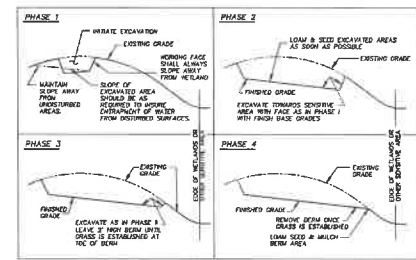 PHASE 1
INITIATE EXCAVATION
EXISTING GRADE
WORKING FACE
SHALL ALWAYS
SLOPE AWAY
FROM WETLAND
MAINTAIN
SLOPE AWAY
FROM
UNDISTURBED
AREAS.
SLOPE OF
EXCAVATED AREA
SHOULD BE AS
REQUIRED TO INSURE
ENTRAPMENT OF WATER
FROM DISTURBED SURFACES.
PHASE 2
LOAM & SEED EXCAVATED AREAS
AS SOON AS POSSIBLE
EXISTING GRADE
FINISHED GRADE
EXCAVATE TOWARDS SENSITIVE
AREA WITH FACE AS IN PHASE 1
WITH FINISH BASE GRADES
PHASE 3
EXISTING
GRADE
FINISHED
GRADE
EXCAVATE AS IN PHASE
LEAVE 3' HIGH BERM UNTIL
GRASS IS ESTABLISHED AT
TOE OF BERM
EDGE OF WETLANDS OR
OTHER SENSITIVE AREA
PHASE 4
EXISTING
GRADE
FINISHED GRADE
REMOVE BERM ONCE
GRASS IS ESTABLISHED
LOAM SEED & MULCH
BERM AREA
EDGE OF WETLANDS OR
OTHER SENSITIVE AREA